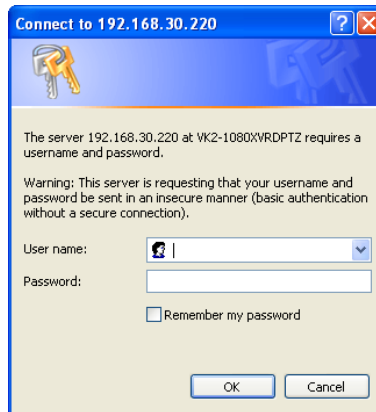 Connect to 192.168.30.220
The server 192.168.30.220 at VK2-1080XVRDPTZ requires a
username and password.
Warning: This server is requesting that your username and
password be sent in an insecure manner (basic authentication
without a secure connection).
User name:
Password:
Remember my password
OK Cancel